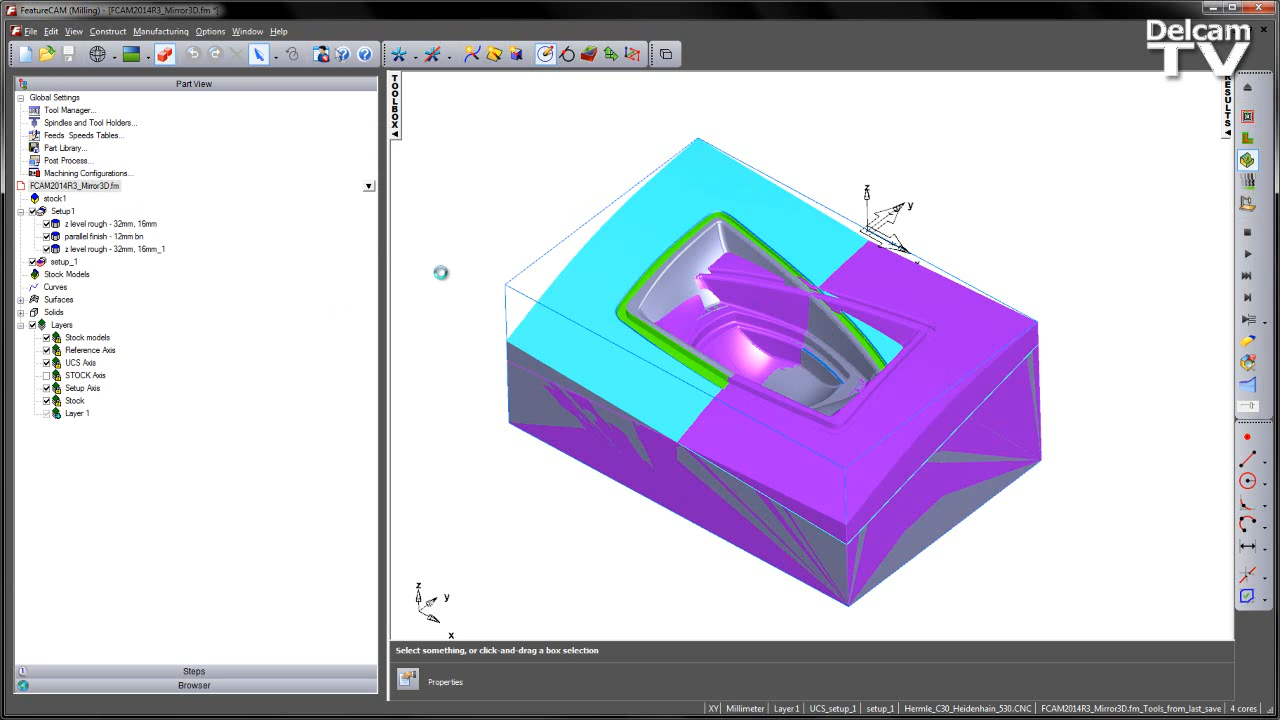 FeatureCAM (Milling) - [FCAM2014R3_Mirror3D.fm *]
Delcam
TV
File Edit View Construct Manufacturing Options Window Help
Part View
Global Settings
Tool Manager...
Spindles and Tool Holders...
Feeds Speeds Tables...
Part Library...
Post Process...
Machining Configurations...
FCAM2014R3_Mirror3D.fm
stock1
Setup1
z level rough - 32mm, 16mm
parallel finish - 12mm bn
z level rough - 32mm, 16mm_1
setup_1
Stock Models
Curves
Surfaces
Solids
Layers
Stock models
Reference Axis
UCS Axis
STOCK Axis
Setup Axis
Stock
Layer 1
Steps
Browser
TOOLBOX
RESULTS
z
y
x
z
y
x
Select something, or click-and-drag a box selection
Properties
XY Millimeter Layer1 UCS_setup_1 setup_1 Hermle_C30_Heidenhain_530.CNC FCAM2014R3_Mirror3D.fm_Tools_from_last_save 4 cores